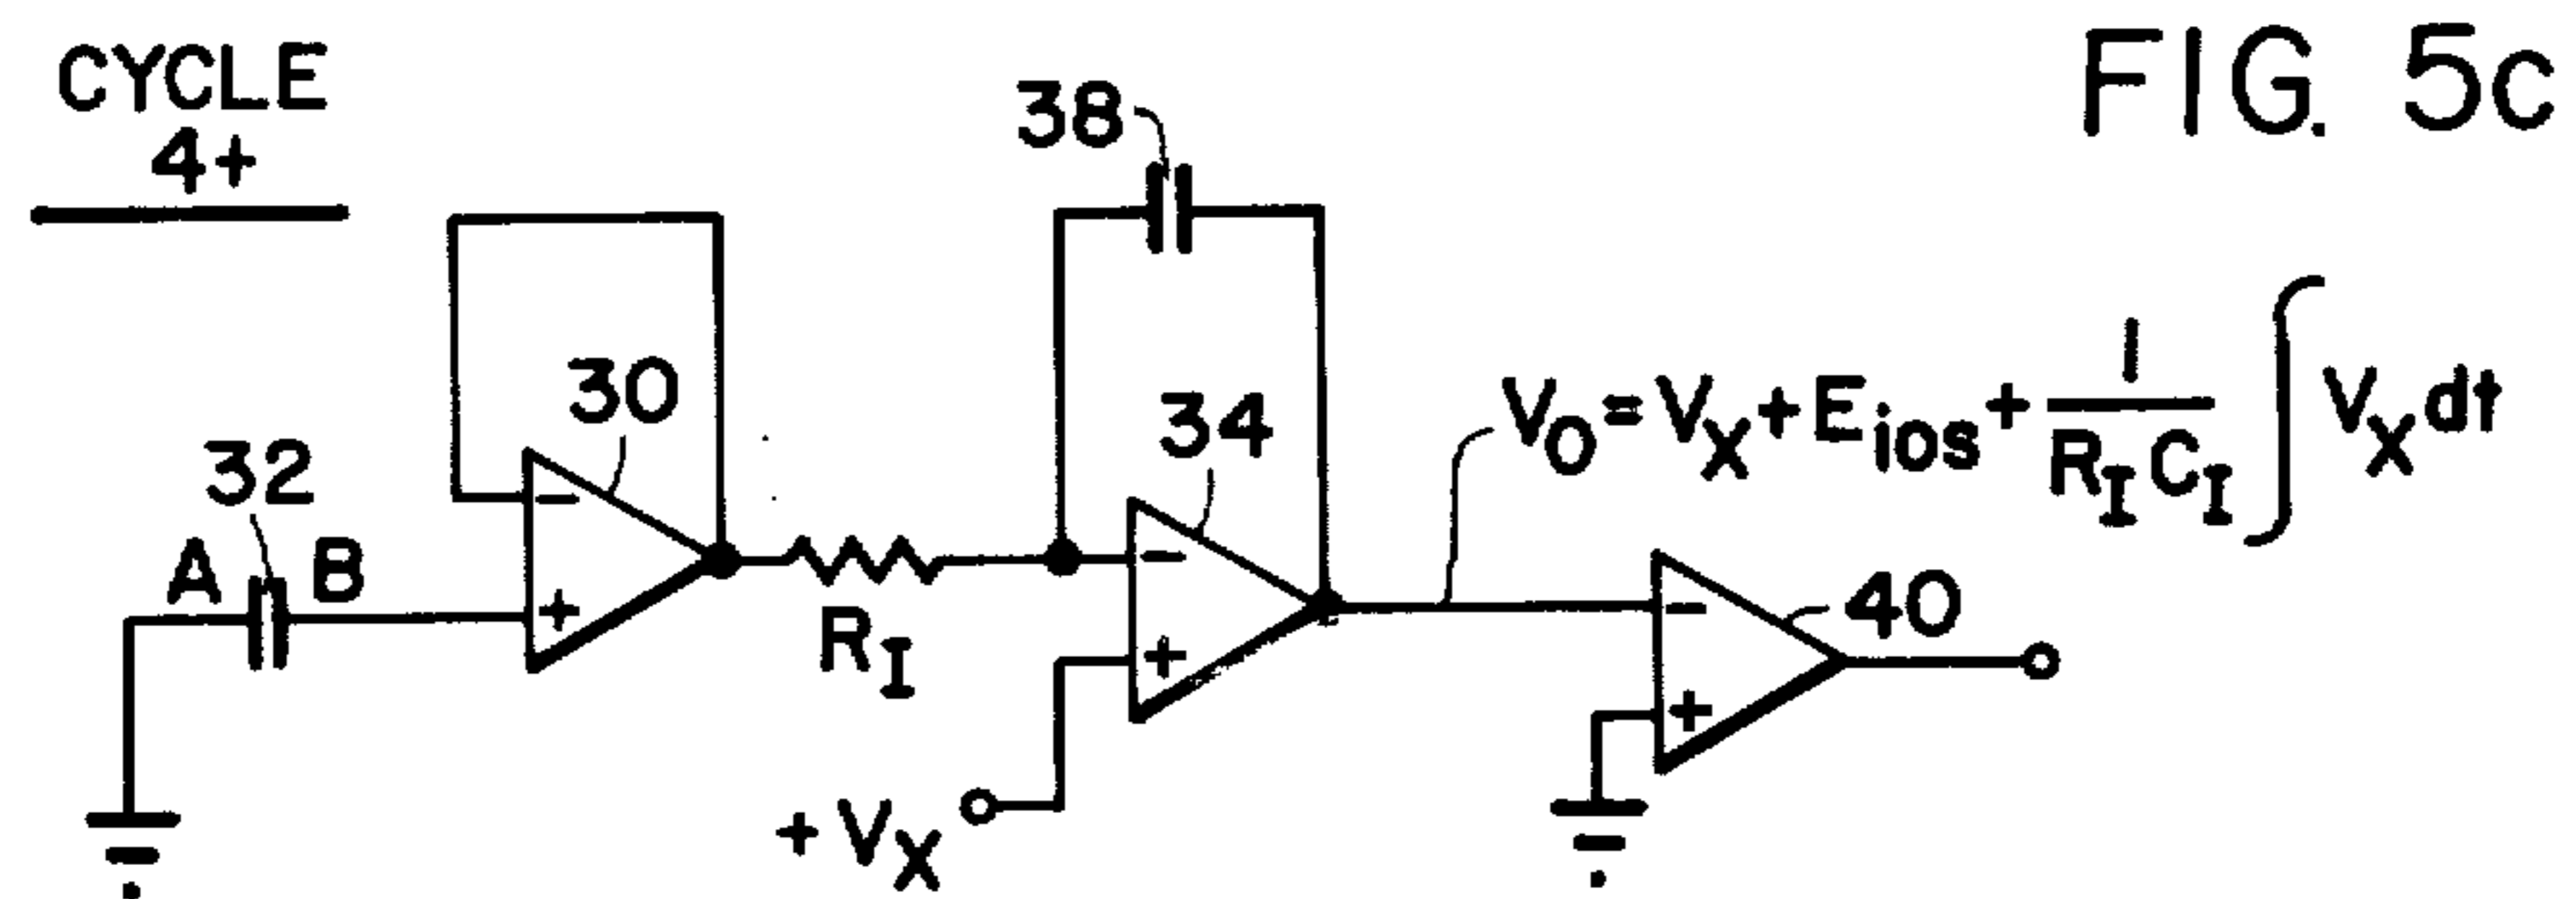 CYCLE
4+
FIG. 5c
38
30
32
A
B
−
+
R_I
34
−
+
+V_X
V_O = V_X + E_ios + 1/(R_I C_I) ∫ V_X dt
40
−
+